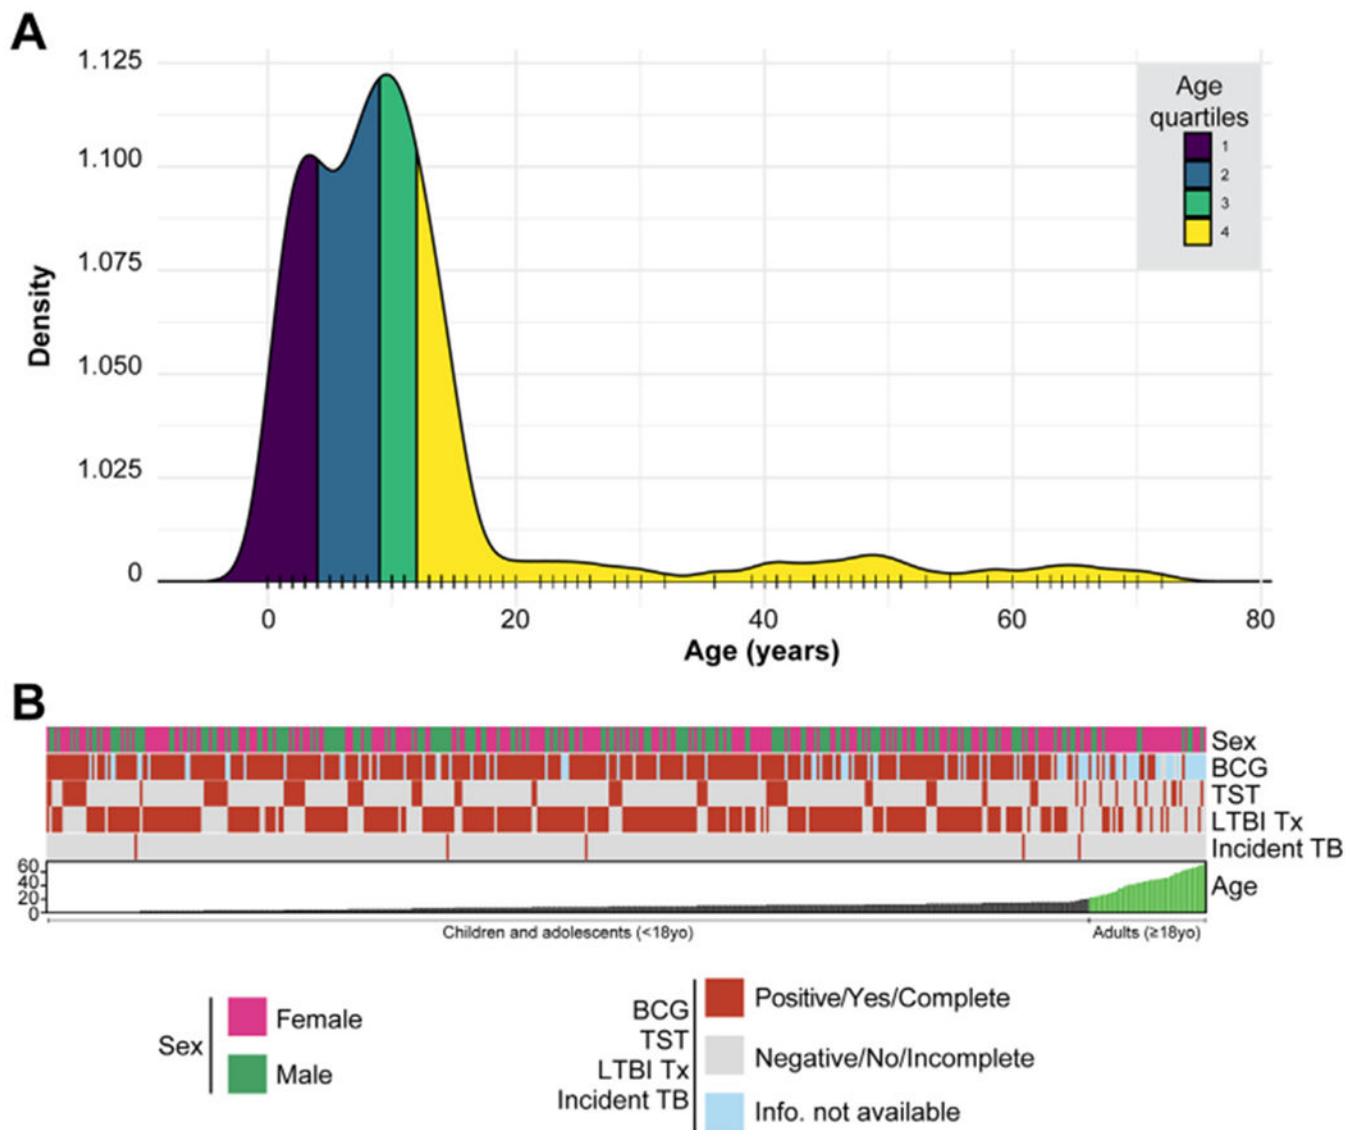 A
1.125
1.100
1.075
1.050
1.025
0
Density
0
20
40
60
80
Age (years)
Age
quartiles
1
2
3
4
B
Sex
BCG
TST
LTBI Tx
Incident TB
60
40
20
0
Age
Children and adolescents (<18yo)
Adults (≥18yo)
Sex
Female
Male
BCG
TST
LTBI Tx
Incident TB
Positive/Yes/Complete
Negative/No/Incomplete
Info. not available